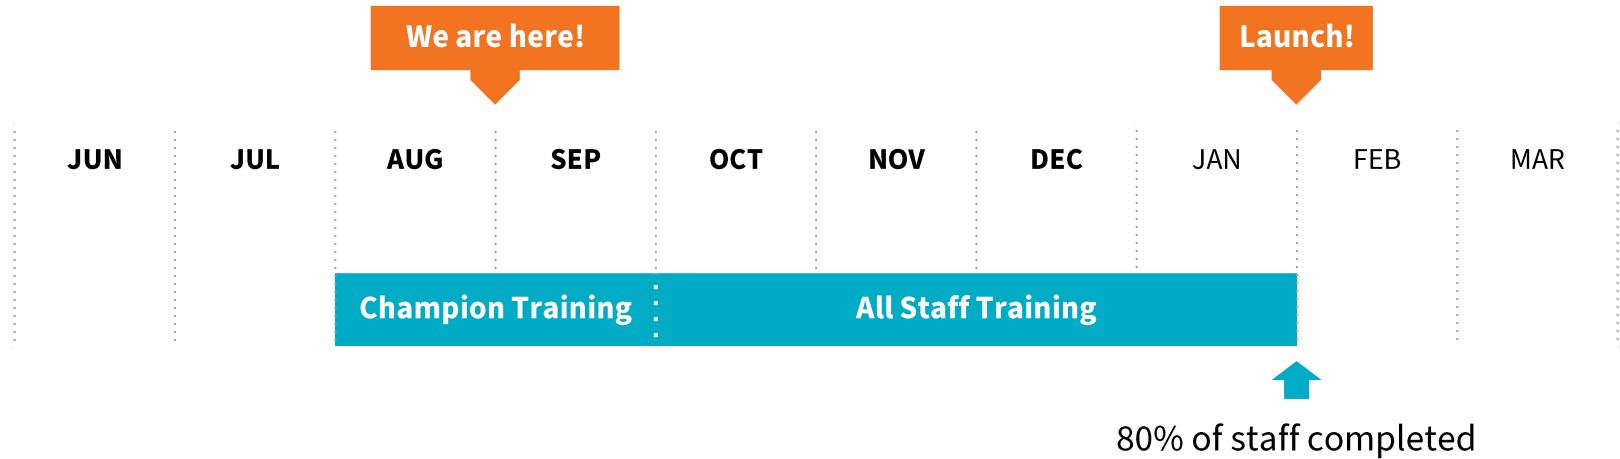 We are here!
Launch!
JUN JUL AUG SEP OCT NOV DEC JAN FEB MAR
Champion Training All Staff Training
80% of staff completed